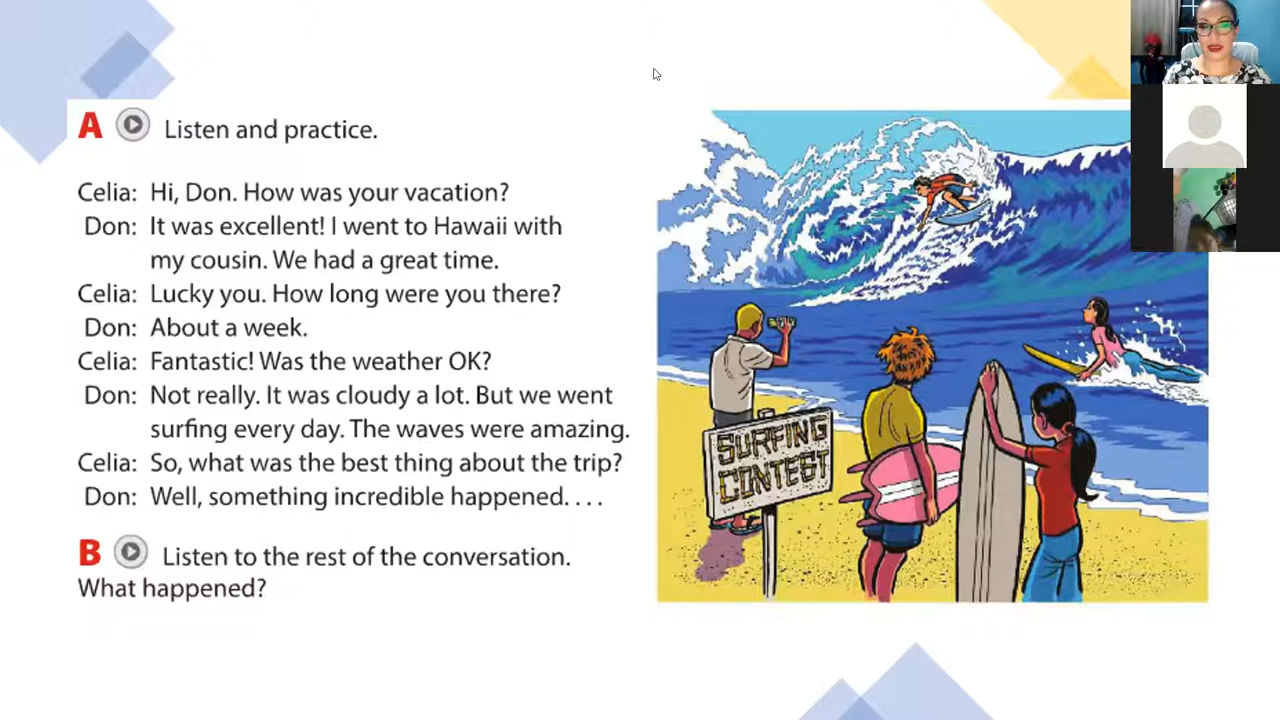 A Listen and practice.
Celia: Hi, Don. How was your vacation?
Don: It was excellent! I went to Hawaii with
my cousin. We had a great time.
Celia: Lucky you. How long were you there?
Don: About a week.
Celia: Fantastic! Was the weather OK?
Don: Not really. It was cloudy a lot. But we went
surfing every day. The waves were amazing.
Celia: So, what was the best thing about the trip?
Don: Well, something incredible happened. . . .
B Listen to the rest of the conversation.
What happened?
SURFING
CONTEST